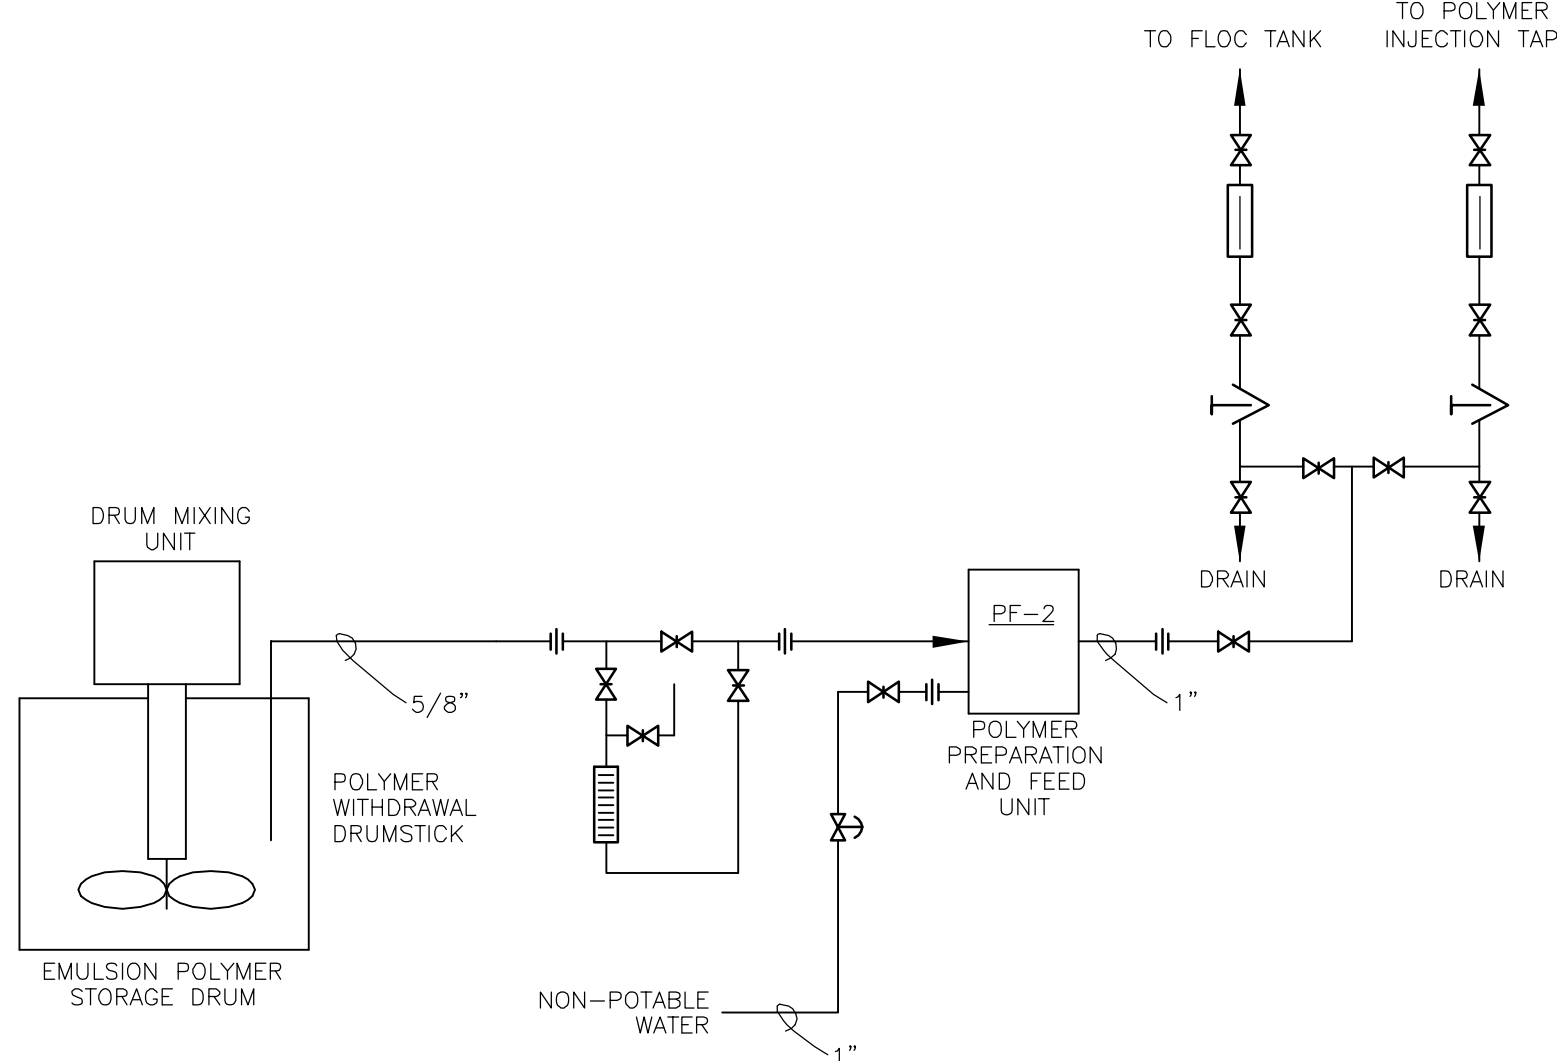 TO FLOC TANK
TO POLYMER
INJECTION TAP
DRAIN
DRAIN
DRUM MIXING
UNIT
5/8”
POLYMER
WITHDRAWAL
DRUMSTICK
EMULSION POLYMER
STORAGE DRUM
PF-2
POLYMER
PREPARATION
AND FEED
UNIT
1”
NON-POTABLE
WATER
1”